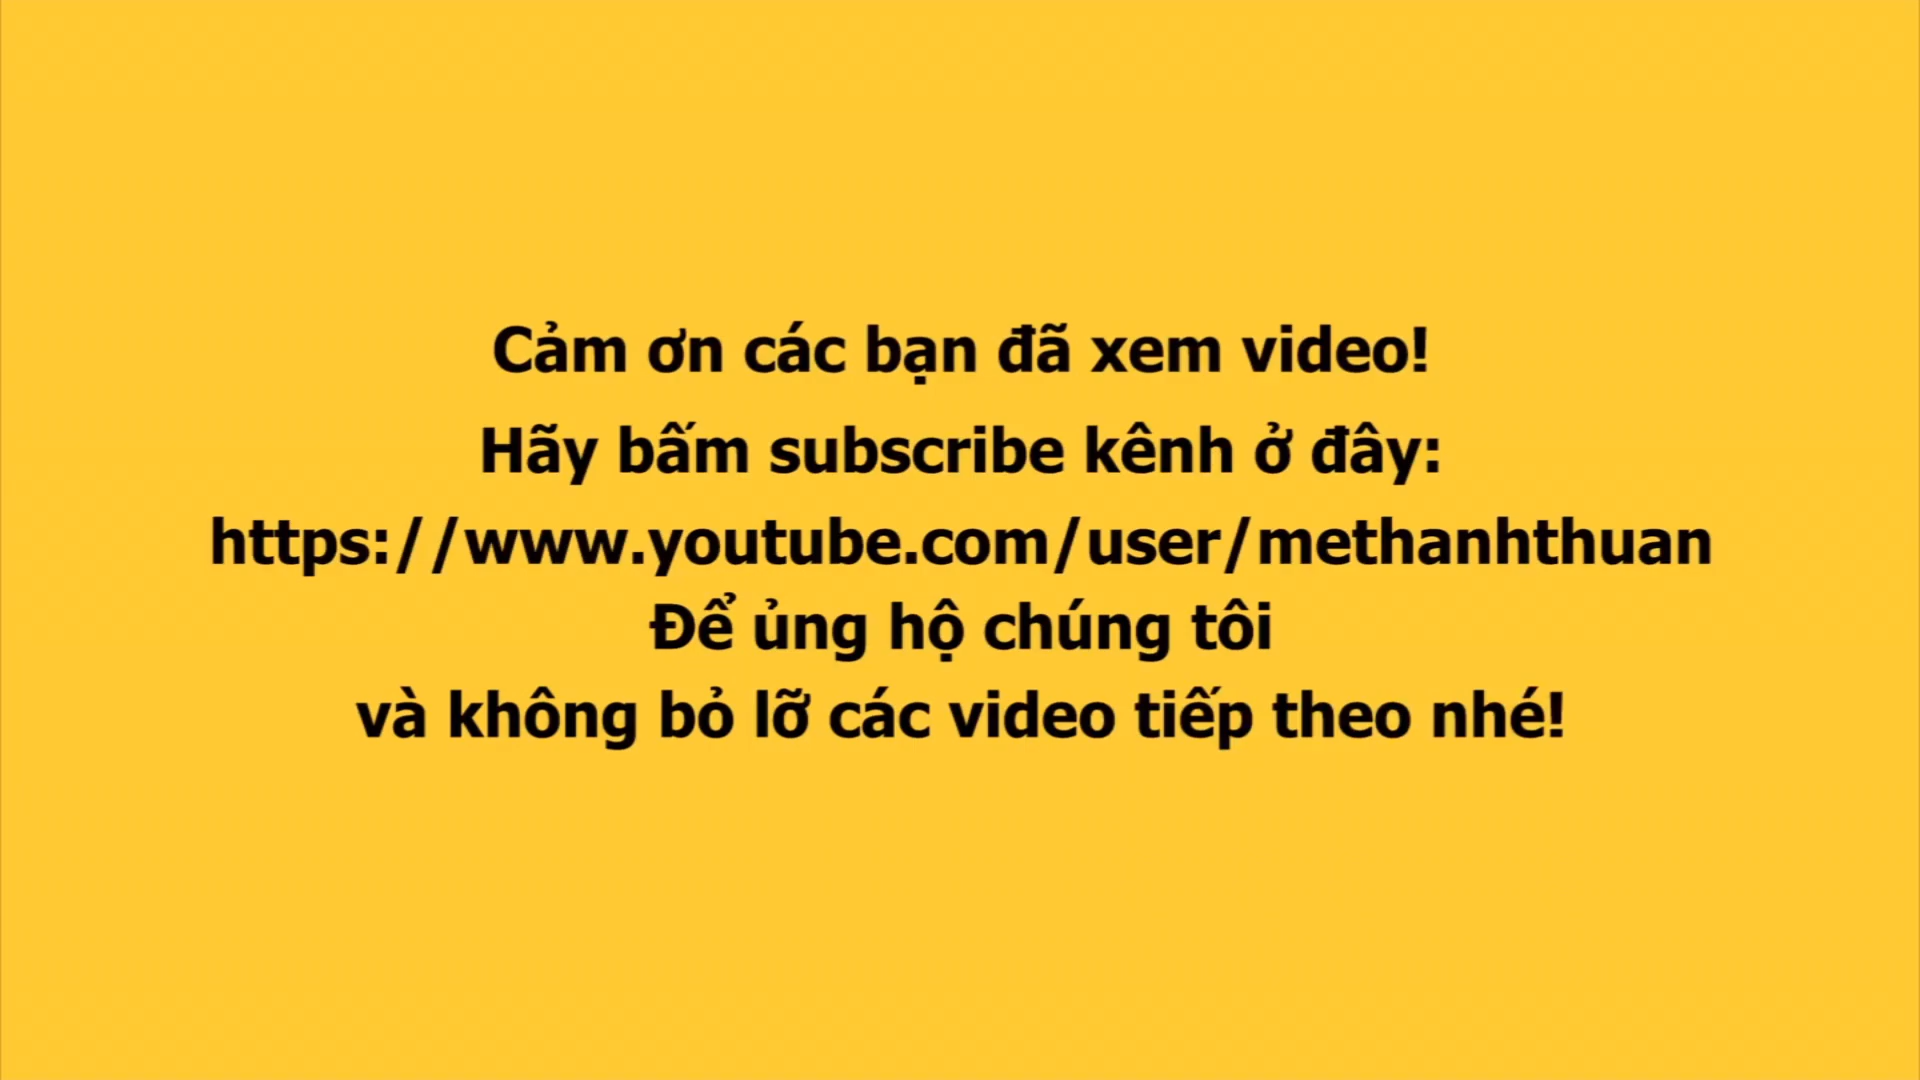 Cảm ơn các bạn đã xem video!
Hãy bấm subscribe kênh ở đây:
https://www.youtube.com/user/methanhthuan
Để ủng hộ chúng tôi
và không bỏ lỡ các video tiếp theo nhé!